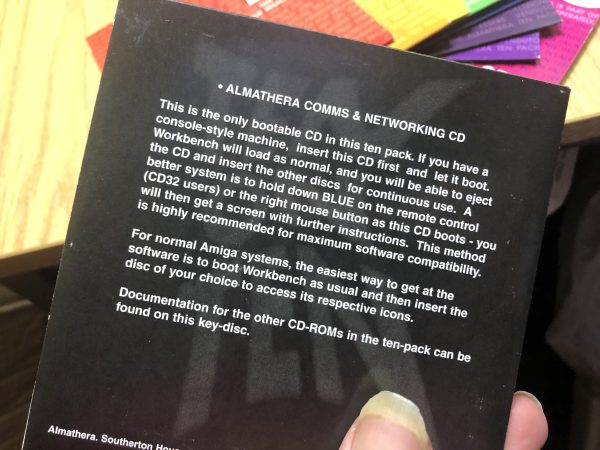 • ALMATHERA COMMS & NETWORKING CD
This is the only bootable CD in this ten pack. If you have a
console-style machine, insert this CD first and let it boot.
Workbench will load as normal, and you will be able to eject
the CD and insert the other discs for continuous use. A
better system is to hold down BLUE on the remote control
(CD32 users) or the right mouse button as this CD boots - you
will then get a screen with further instructions. This method
is highly recommended for maximum software compatibility.
For normal Amiga systems, the easiest way to get at the
software is to boot Workbench as usual and then insert the
disc of your choice to access its respective icons.
Documentation for the other CD-ROMs in the ten-pack can be
found on this key-disc.
Almathera. Southerton
TEN
IS PART OF
ALMATHERA TEN PACK